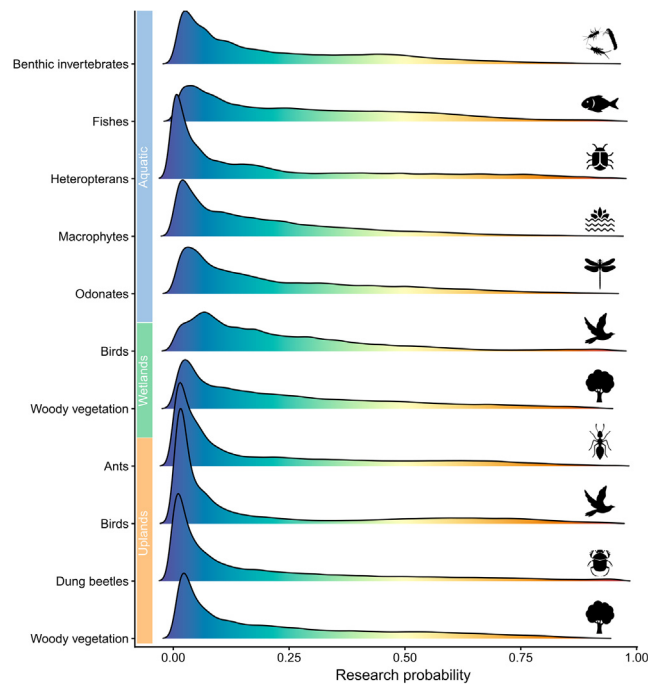 Benthic invertebrates
Fishes
Heteropterans
Macrophytes
Odonates
Birds
Woody vegetation
Ants
Birds
Dung beetles
Woody vegetation
Aquatic
Wetlands
Uplands
0.00 0.25 0.50 0.75 1.00
Research probability